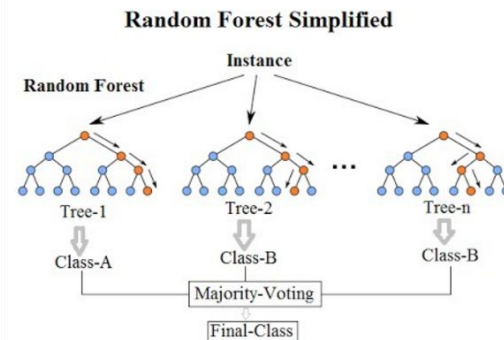 Random Forest Simplified
Instance
Random Forest
...
Tree-1 Tree-2 Tree-n
Class-A Class-B Class-B
Majority-Voting
Final-Class